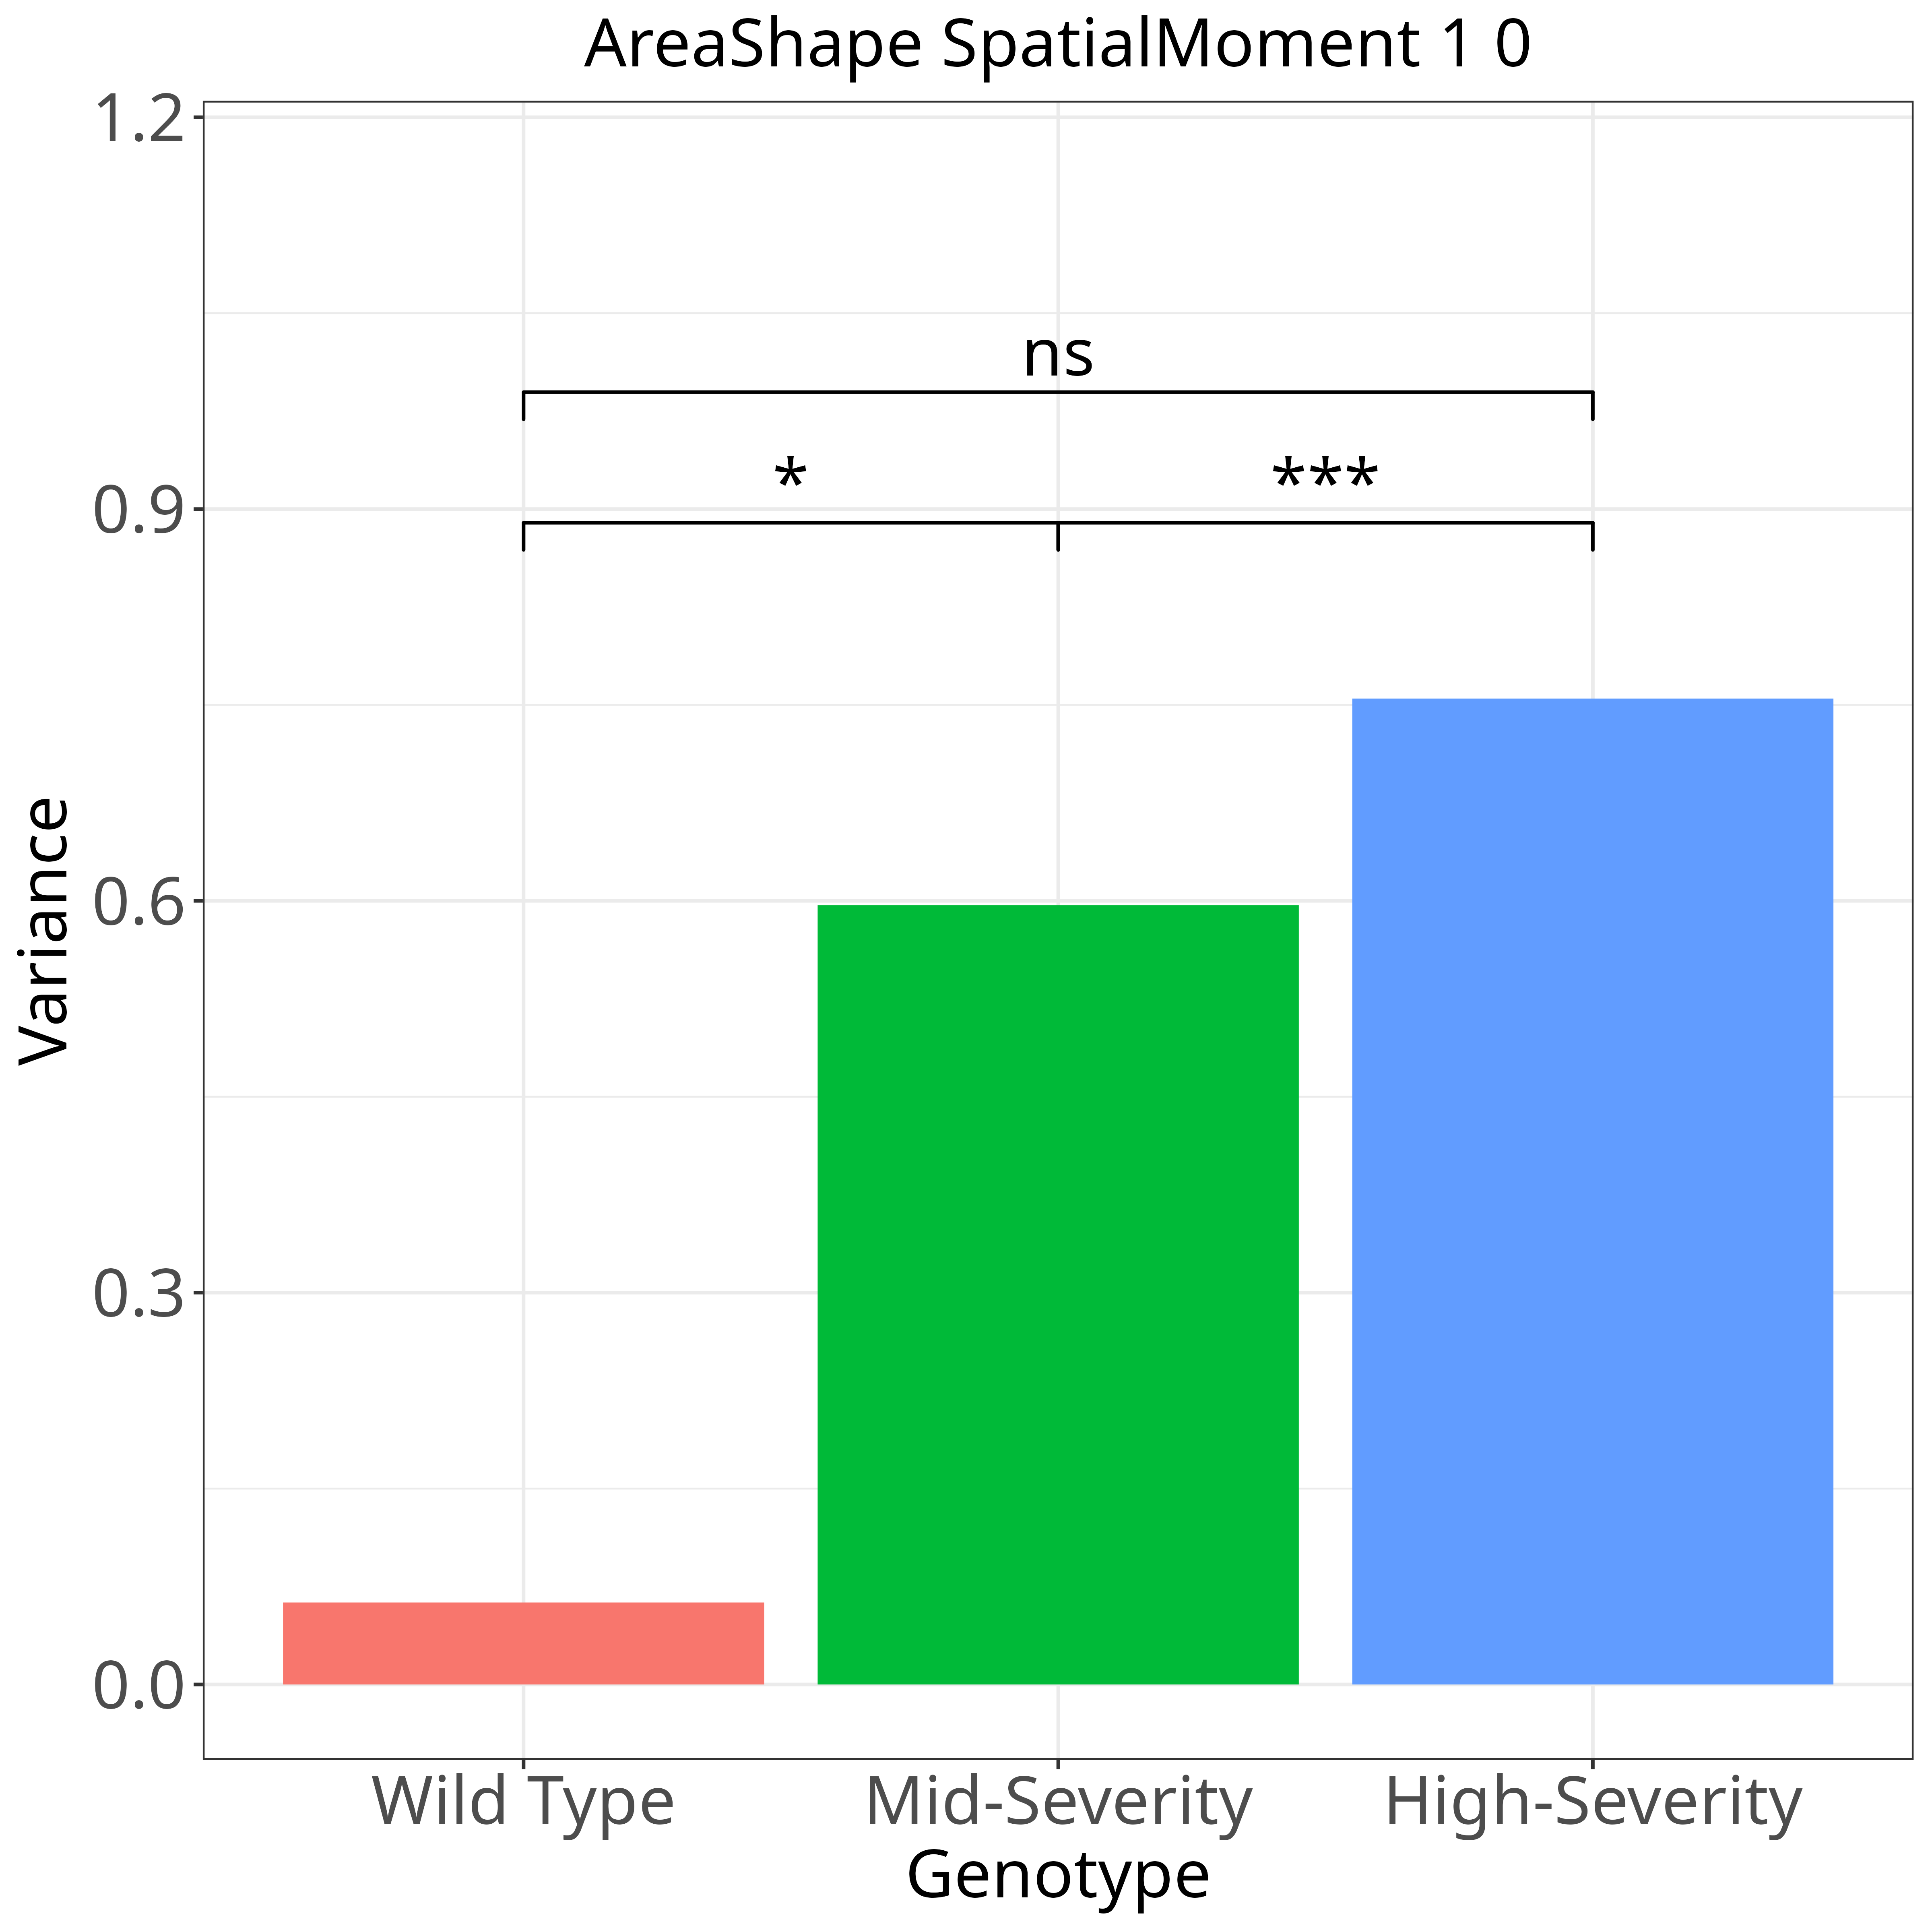 AreaShape SpatialMoment 1 0
1.2
ns
* ***
0.9
0.6
Variance
0.3
0.0
Wild Type Mid-Severity High-Severity
Genotype